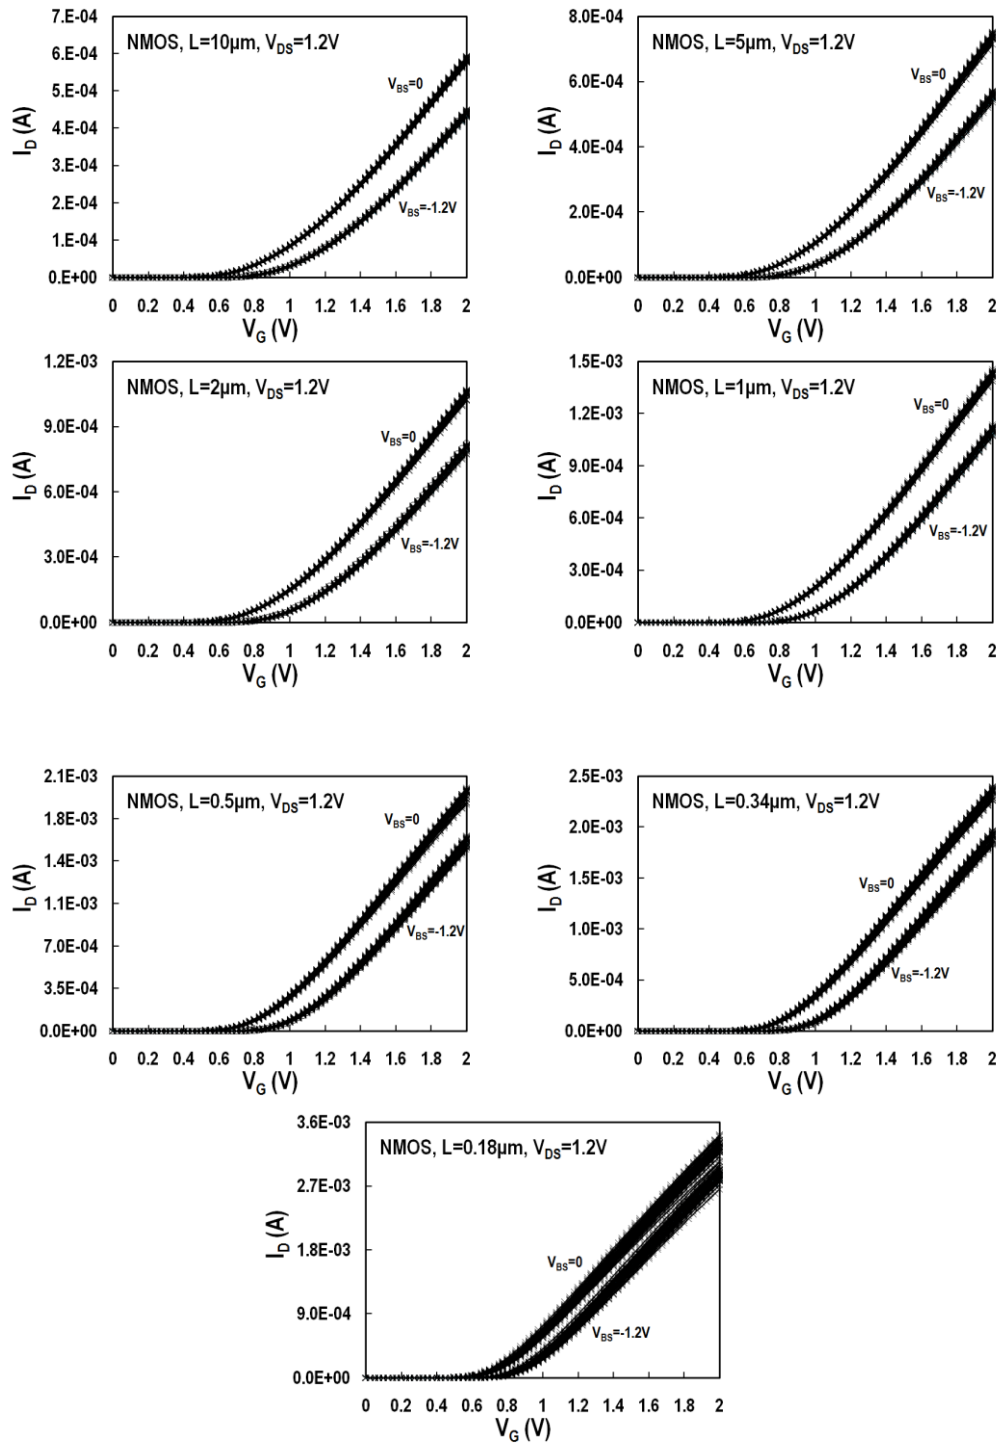 NMOS, L=10µm, V_DS=1.2V
7.E-04
6.E-04
5.E-04
4.E-04
3.E-04
2.E-04
1.E-04
0.E+00
I_D (A)
V_BS=0
V_BS=-1.2V
0 0.2 0.4 0.6 0.8 1 1.2 1.4 1.6 1.8 2
V_G (V)
NMOS, L=5µm, V_DS=1.2V
8.0E-04
6.0E-04
4.0E-04
2.0E-04
0.0E+00
I_D (A)
V_BS=0
V_BS=-1.2V
0 0.2 0.4 0.6 0.8 1 1.2 1.4 1.6 1.8 2
V_G (V)
NMOS, L=2µm, V_DS=1.2V
1.2E-03
9.0E-04
6.0E-04
3.0E-04
0.0E+00
I_D (A)
V_BS=0
V_BS=-1.2V
0 0.2 0.4 0.6 0.8 1 1.2 1.4 1.6 1.8 2
V_G (V)
NMOS, L=1µm, V_DS=1.2V
1.5E-03
1.2E-03
9.0E-04
6.0E-04
3.0E-04
0.0E+00
I_D (A)
V_BS=0
V_BS=-1.2V
0 0.2 0.4 0.6 0.8 1 1.2 1.4 1.6 1.8 2
V_G (V)
NMOS, L=0.5µm, V_DS=1.2V
2.1E-03
1.8E-03
1.4E-03
1.1E-03
7.0E-04
3.5E-04
0.0E+00
I_D (A)
V_BS=0
V_BS=-1.2V
0 0.2 0.4 0.6 0.8 1 1.2 1.4 1.6 1.8 2
V_G (V)
NMOS, L=0.34µm, V_DS=1.2V
2.5E-03
2.0E-03
1.5E-03
1.0E-03
5.0E-04
0.0E+00
I_D (A)
V_BS=0
V_BS=-1.2V
0 0.2 0.4 0.6 0.8 1 1.2 1.4 1.6 1.8 2
V_G (V)
NMOS, L=0.18µm, V_DS=1.2V
3.6E-03
2.7E-03
1.8E-03
9.0E-04
0.0E+00
I_D (A)
V_BS=0
V_BS=-1.2V
0 0.2 0.4 0.6 0.8 1 1.2 1.4 1.6 1.8 2
V_G (V)